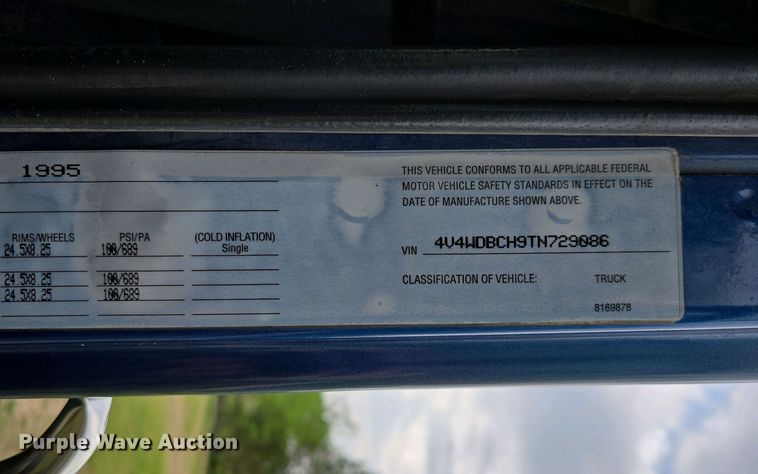 1995
RIMS/WHEELS PSI/PA (COLD INFLATION)
24.5X8.25 100/689 Single
24.5X8.25 100/689
24.5X8.25 100/689
THIS VEHICLE CONFORMS TO ALL APPLICABLE FEDERAL
MOTOR VEHICLE SAFETY STANDARDS IN EFFECT ON THE
DATE OF MANUFACTURE SHOWN ABOVE.
VIN 4V4WDBCH9TN729086
CLASSIFICATION OF VEHICLE: TRUCK
8169878
Purple Wave Auction